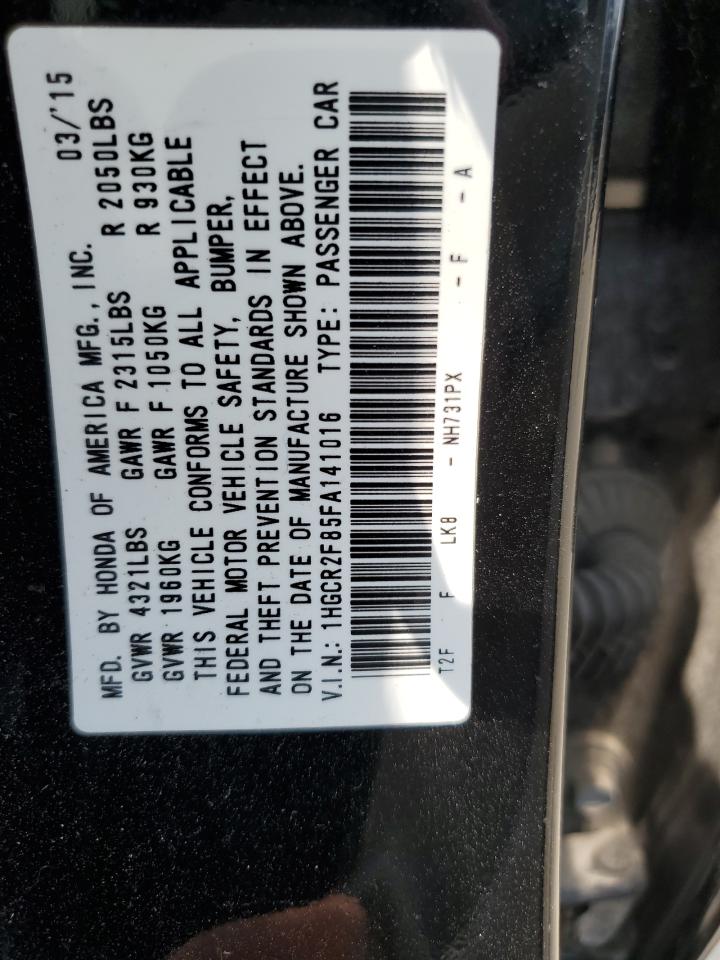 MFD. BY HONDA OF AMERICA MFG., INC. 03/'15
GVWR 4321LBS GAWR F 2315LBS R 2050LBS
GVWR 1960KG GAWR F 1050KG R 930KG
THIS VEHICLE CONFORMS TO ALL APPLICABLE
FEDERAL MOTOR VEHICLE SAFETY, BUMPER,
AND THEFT PREVENTION STANDARDS IN EFFECT
ON THE DATE OF MANUFACTURE SHOWN ABOVE.
V.I.N.: 1HGCR2F85FA141016 TYPE: PASSENGER CAR
T2F F LK8 - NH731PX - F - A